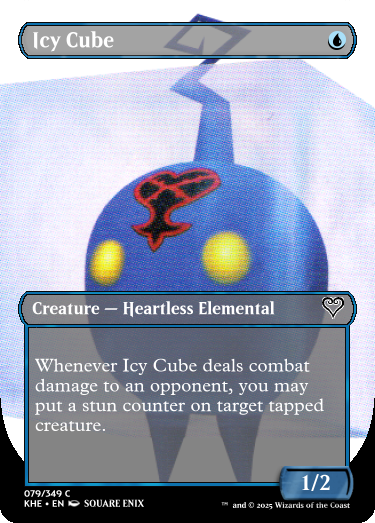 Icy Cube
Creature — Heartless Elemental
Whenever Icy Cube deals combat
damage to an opponent, you may
put a stun counter on target tapped
creature.
1/2
079/349 C
KHE • EN SQUARE ENIX
™ and © 2025 Wizards of the Coast